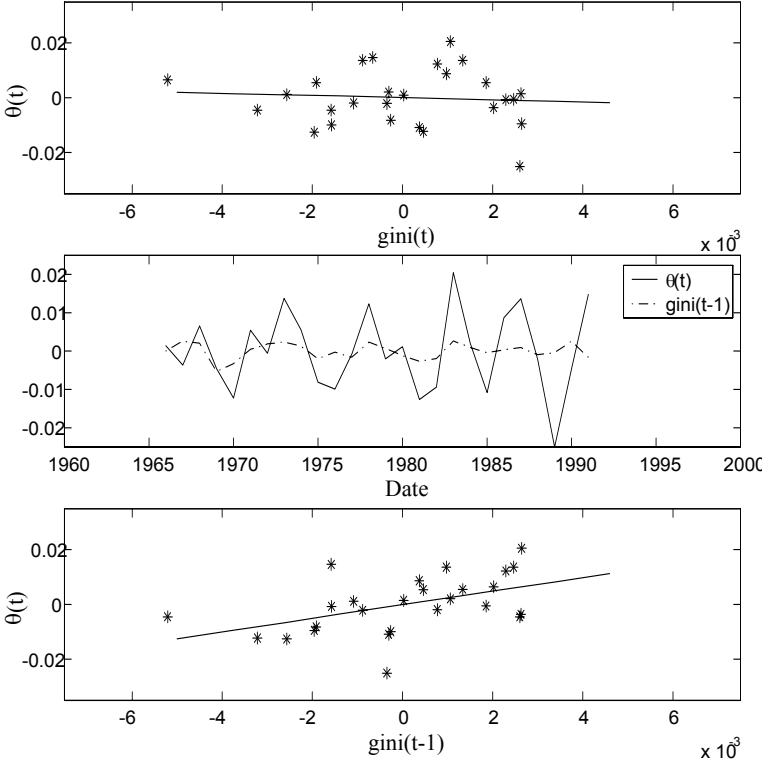 0.02
0
-0.02
θ(t)
-6 -4 -2 0 2 4 6
gini(t)
x 10-3
0.02
0.01
0
-0.01
-0.02
θ(t)
gini(t-1)
1960 1965 1970 1975 1980 1985 1990 1995 2000
Date
0.02
0
-0.02
θ(t)
-6 -4 -2 0 2 4 6
gini(t-1)
x 10-3